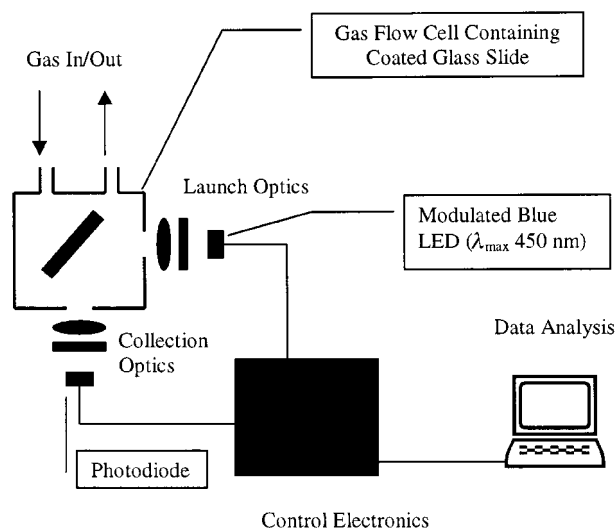 Gas Flow Cell Containing
Coated Glass Slide
Gas In/Out
Launch Optics
Modulated Blue
LED (λmax 450 nm)
Data Analysis
Collection
Optics
Photodiode
Control Electronics